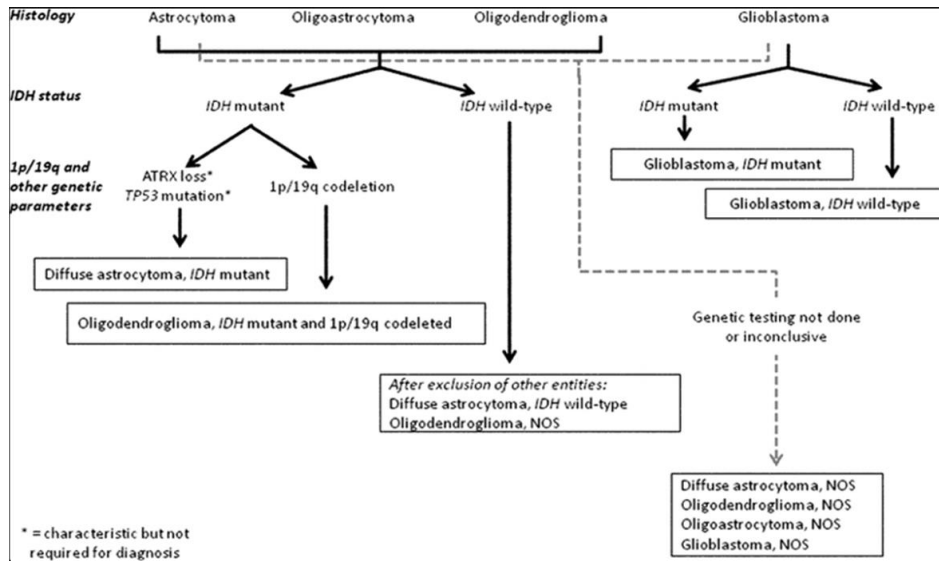 Histology
Astrocytoma
Oligoastrocytoma
Oligodendroglioma
Glioblastoma
IDH status
IDH mutant
IDH wild-type
IDH mutant
IDH wild-type
1p/19q and
other genetic
parameters
ATRX loss*
TP53 mutation*
1p/19q codeletion
Glioblastoma, IDH mutant
Glioblastoma, IDH wild-type
Diffuse astrocytoma, IDH mutant
Oligodendroglioma, IDH mutant and 1p/19q codeleted
Genetic testing not done
or inconclusive
After exclusion of other entities:
Diffuse astrocytoma, IDH wild-type
Oligodendroglioma, NOS
Diffuse astrocytoma, NOS
Oligodendroglioma, NOS
Oligoastrocytoma, NOS
Glioblastoma, NOS
* = characteristic but not
required for diagnosis